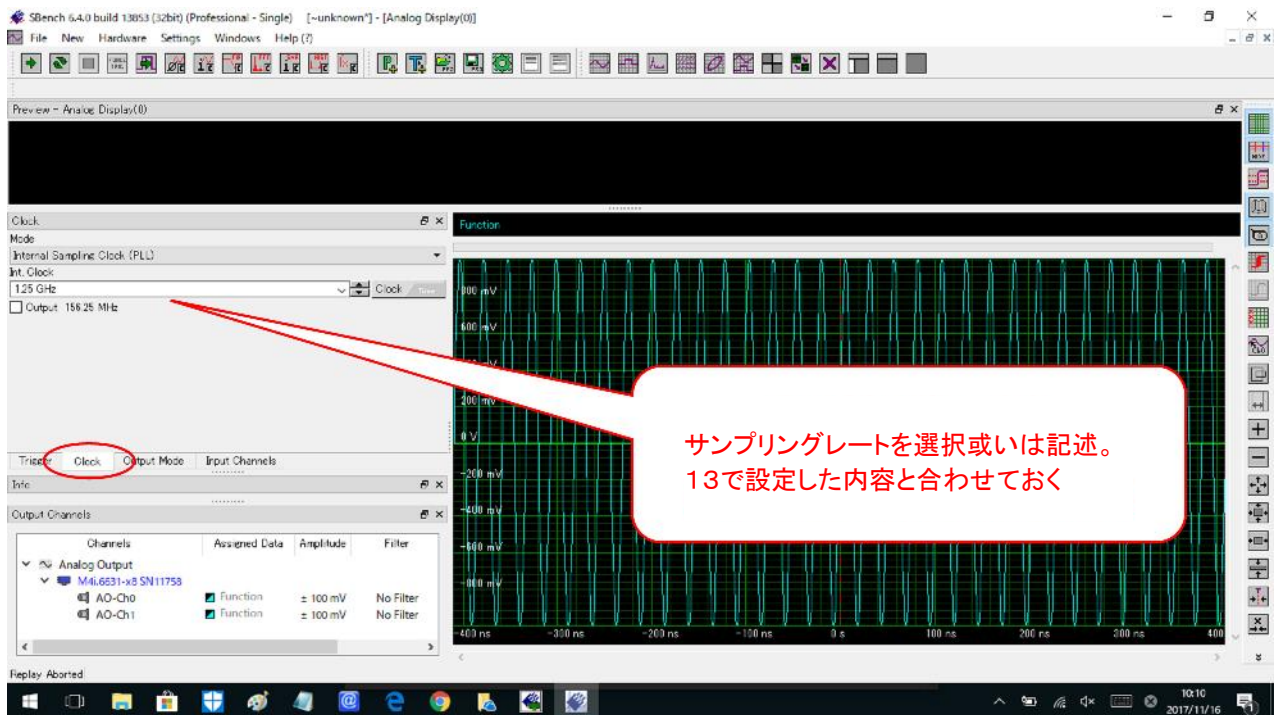 SBench 6.4.0 build 13853 (32bit) (Professional - Single) [~unknown*] - [Analog Display(0)]
File New Hardware Settings Windows Help (?)
Preview - Analog Display(0)
Clock
Mode
Internal Sampling Clock (PLL)
Int. Clock
1.25 GHz
Clock
Output 156.25 MHz
Trigger Clock Output Mode Input Channels
Info
Output Channels
Channels Assigned Data Amplitude Filter
Analog Output
M4i.6631-x8 SN11758
AO-Ch0 Function ± 100 mV No Filter
AO-Ch1 Function ± 100 mV No Filter
Replay Aborted
Function
800 mV
600 mV
200 mV
0 V
-200 mV
-400 mV
-600 mV
-800 mV
-400 ns -300 ns -200 ns -100 ns 0 s 100 ns 200 ns 300 ns 400
サンプリングレートを選択或いは記述。
13で設定した内容と合わせておく
10:10
2017/11/16